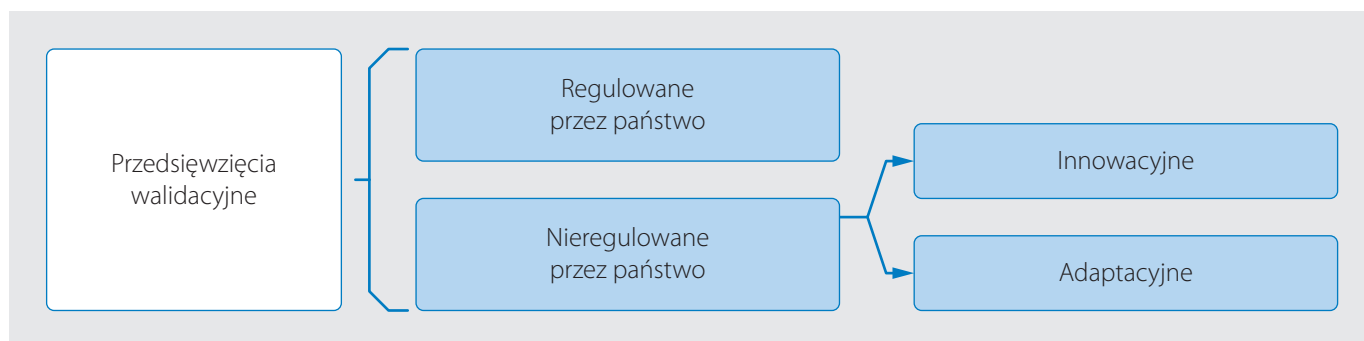 Przedsięwzięcia
walidacyjne
Regulowane
przez państwo
Nieregulowane
przez państwo
Innowacyjne
Adaptacyjne